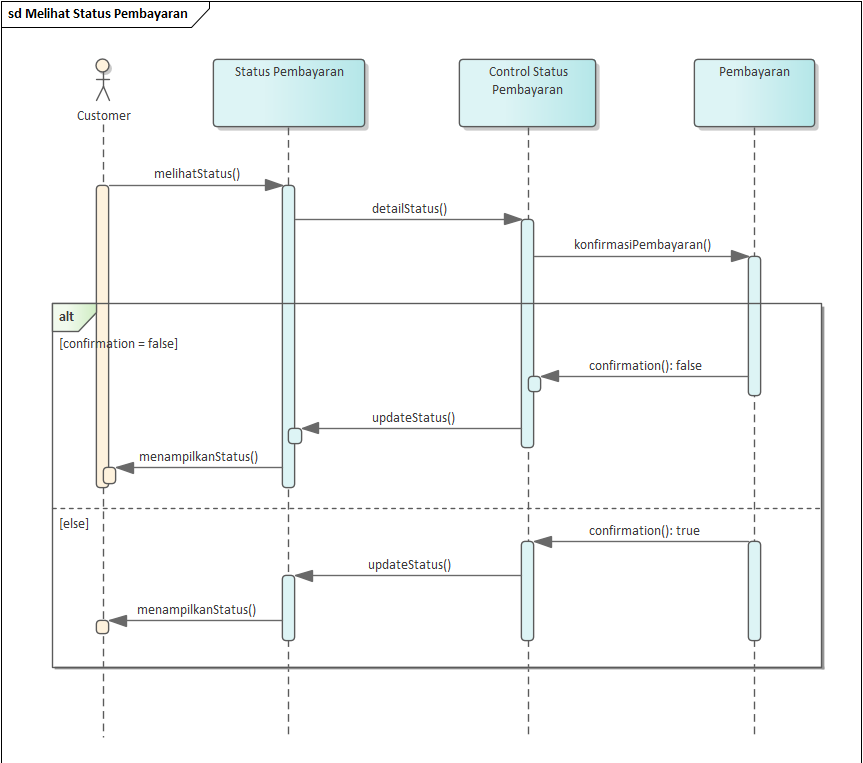 sd Melihat Status Pembayaran
Customer
Status Pembayaran
Control Status
Pembayaran
Pembayaran
melihatStatus()
detailStatus()
konfirmasiPembayaran()
alt
[confirmation = false]
confirmation(): false
updateStatus()
menampilkanStatus()
[else]
confirmation(): true
updateStatus()
menampilkanStatus()